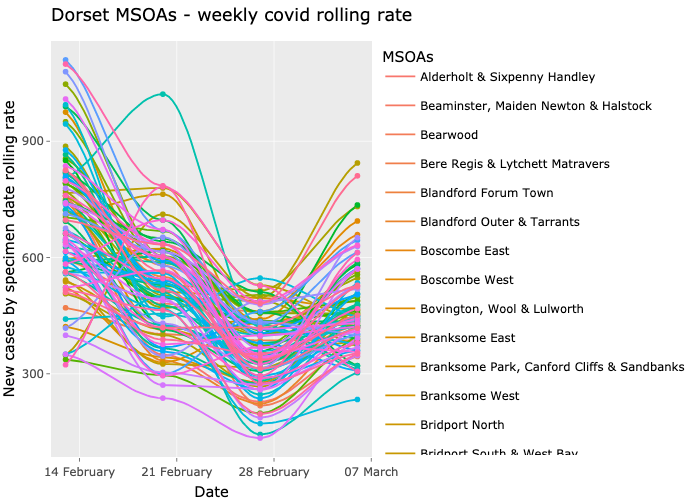 Dorset MSOAs - weekly covid rolling rate
New cases by specimen date rolling rate
900
600
300
14 February
21 February
28 February
07 March
Date
MSOAs
Alderholt & Sixpenny Handley
Beaminster, Maiden Newton & Halstock
Bearwood
Bere Regis & Lytchett Matravers
Blandford Forum Town
Blandford Outer & Tarrants
Boscombe East
Boscombe West
Bovington, Wool & Lulworth
Branksome East
Branksome Park, Canford Cliffs & Sandbanks
Branksome West
Bridport North
Bridport South & West Bay